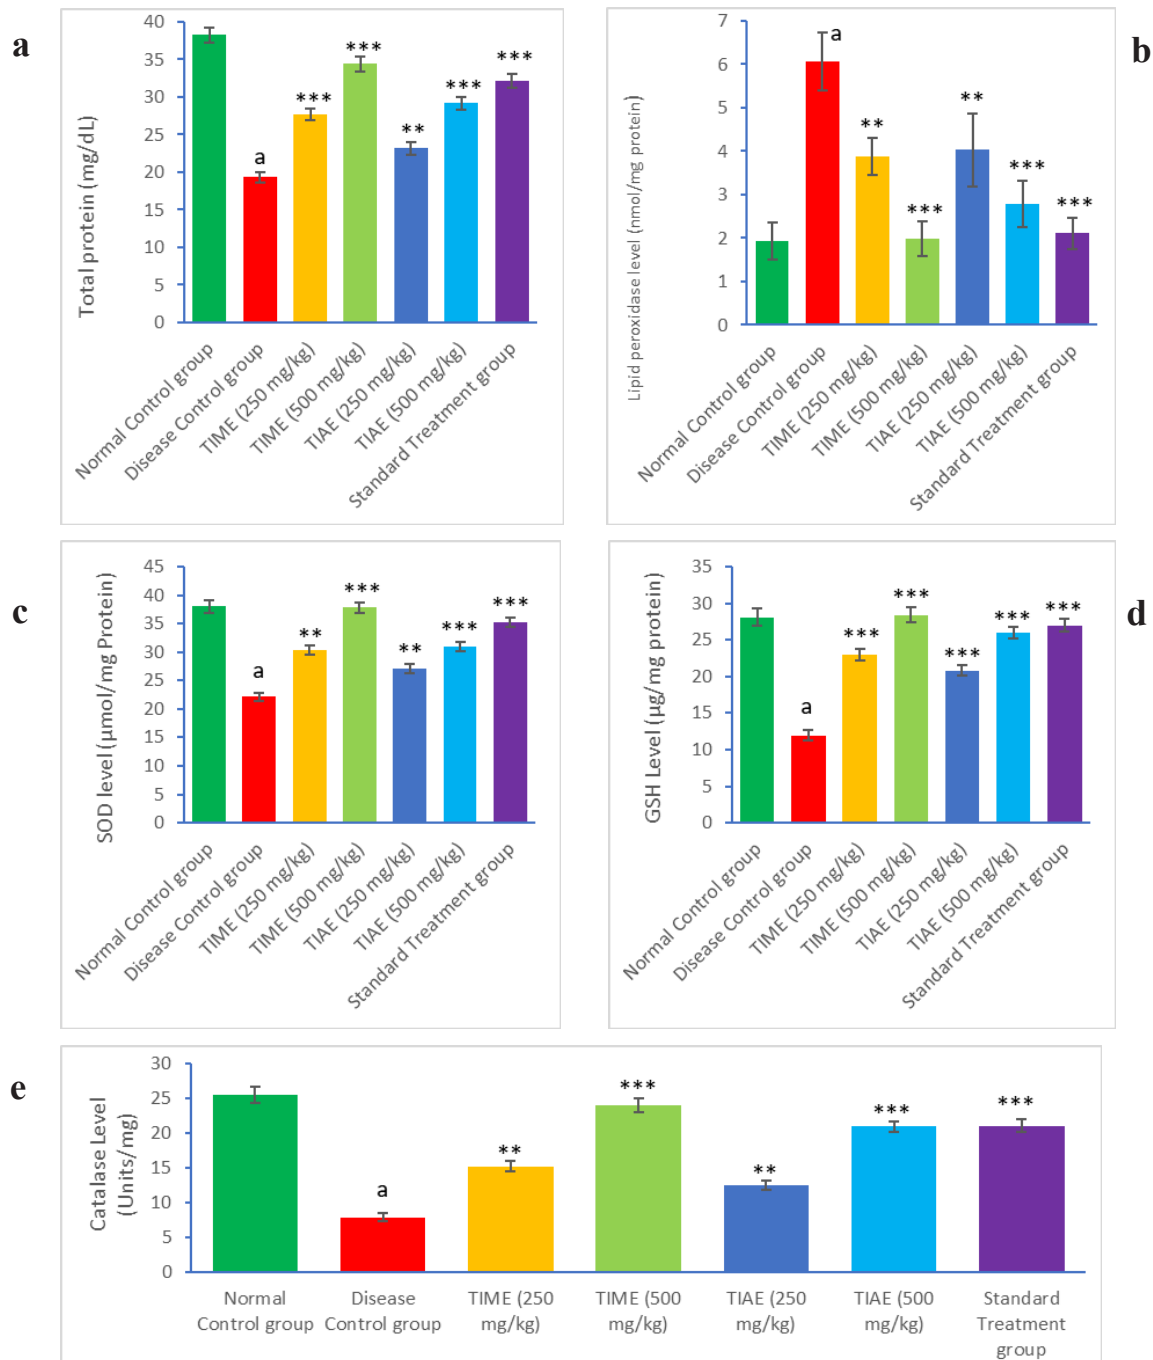 a
Total protein (mg/dL)
40
35
30
25
20
15
10
5
0
a
***
***
**
***
***
Normal Control group
Disease Control group
TIME (250 mg/kg)
TIME (500 mg/kg)
TIAE (250 mg/kg)
TIAE (500 mg/kg)
Standard Treatment group
b
Lipid peroxidase level (nmol/mg protein)
7
6
5
4
3
2
1
0
a
**
***
**
***
***
Normal Control group
Disease Control group
TIME (250 mg/kg)
TIME (500 mg/kg)
TIAE (250 mg/kg)
TIAE (500 mg/kg)
Standard Treatment group
c
SOD level (µmol/mg Protein)
45
40
35
30
25
20
15
10
5
0
a
**
***
**
***
***
Normal Control group
Disease Control group
TIME (250 mg/kg)
TIME (500 mg/kg)
TIAE (250 mg/kg)
TIAE (500 mg/kg)
Standard Treatment group
d
GSH Level (µg/mg protein)
35
30
25
20
15
10
5
0
a
***
***
***
***
***
Normal Control group
Disease Control group
TIME (250 mg/kg)
TIME (500 mg/kg)
TIAE (250 mg/kg)
TIAE (500 mg/kg)
Standard Treatment group
e
Catalase Level
(Units/mg)
30
25
20
15
10
5
0
a
**
***
**
***
***
Normal
Control group
Disease
Control group
TIME (250
mg/kg)
TIME (500
mg/kg)
TIAE (250
mg/kg)
TIAE (500
mg/kg)
Standard
Treatment
group